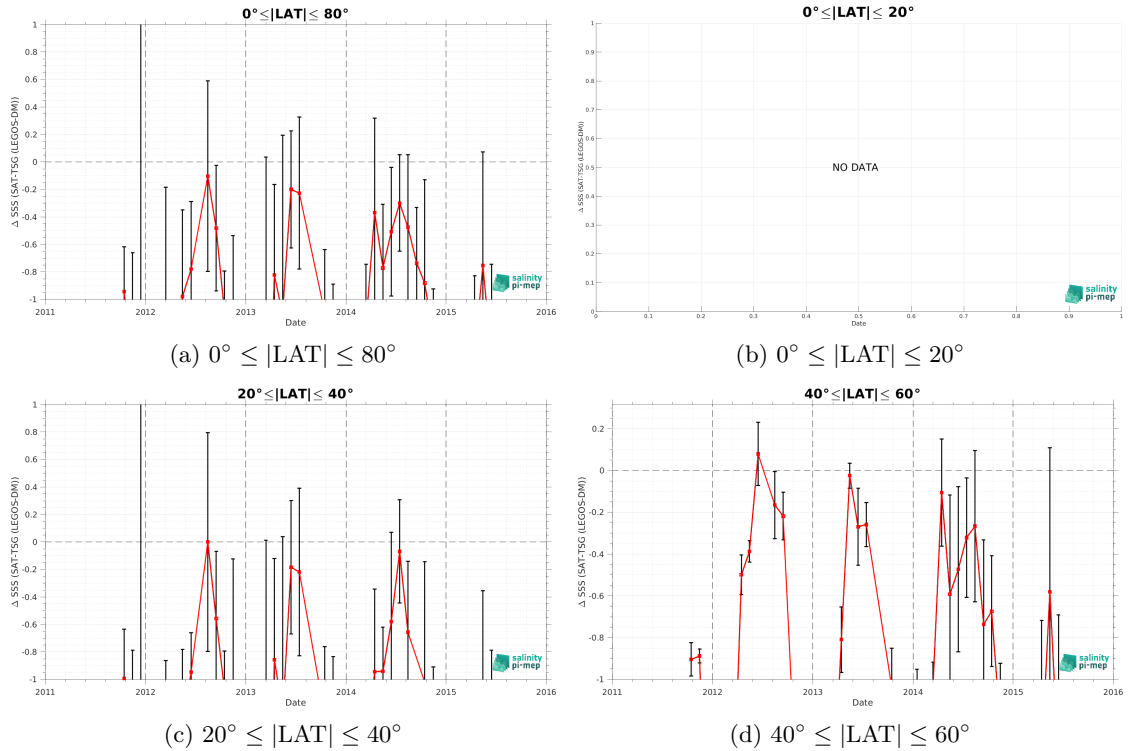 0°≤|LAT|≤ 80°
Δ SSS (SAT-TSG (LEGOS-DM))
1
0.8
0.6
0.4
0.2
0
-0.2
-0.4
-0.6
-0.8
-1
2011 2012 2013 2014 2015 2016
Date
salinity
pi-mep
(a) 0° ≤ |LAT| ≤ 80°
0°≤|LAT|≤ 20°
Δ SSS (SAT-TSG (LEGOS-DM))
1
0.9
0.8
0.7
0.6
0.5
0.4
0.3
0.2
0.1
0
NO DATA
0 0.1 0.2 0.3 0.4 0.5 0.6 0.7 0.8 0.9 1
Date
salinity
pi-mep
(b) 0° ≤ |LAT| ≤ 20°
20°≤|LAT|≤ 40°
Δ SSS (SAT-TSG (LEGOS-DM))
1
0.8
0.6
0.4
0.2
0
-0.2
-0.4
-0.6
-0.8
-1
2011 2012 2013 2014 2015 2016
Date
salinity
pi-mep
(c) 20° ≤ |LAT| ≤ 40°
40°≤|LAT|≤ 60°
Δ SSS (SAT-TSG (LEGOS-DM))
0.2
0
-0.2
-0.4
-0.6
-0.8
-1
2011 2012 2013 2014 2015 2016
Date
salinity
pi-mep
(d) 40° ≤ |LAT| ≤ 60°